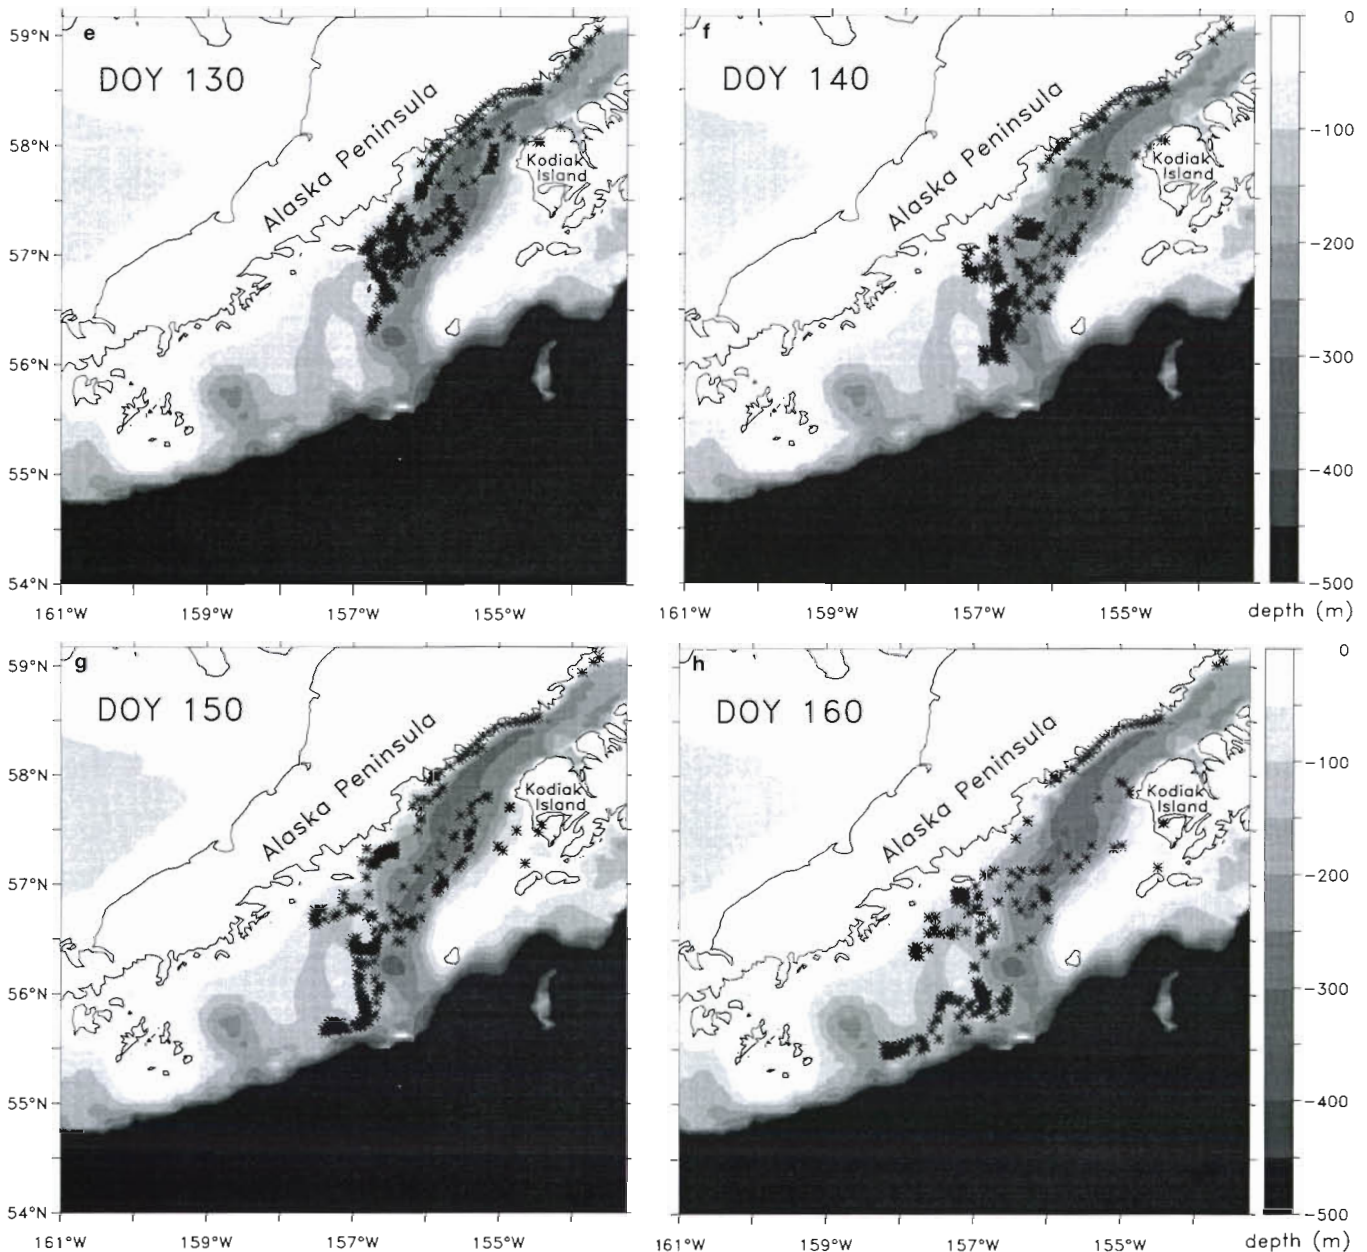 e
DOY 130
Alaska Peninsula
Kodiak
Island
59°N
58°N
57°N
56°N
55°N
54°N
161°W
159°W
157°W
155°W
f
DOY 140
Alaska Peninsula
Kodiak
Island
161°W
159°W
157°W
155°W
0
-100
-200
-300
-400
-500
depth (m)
g
DOY 150
Alaska Peninsula
Kodiak
Island
59°N
58°N
57°N
56°N
55°N
54°N
161°W
159°W
157°W
155°W
h
DOY 160
Alaska Peninsula
Kodiak
Island
161°W
159°W
157°W
155°W
0
-100
-200
-300
-400
-500
depth (m)